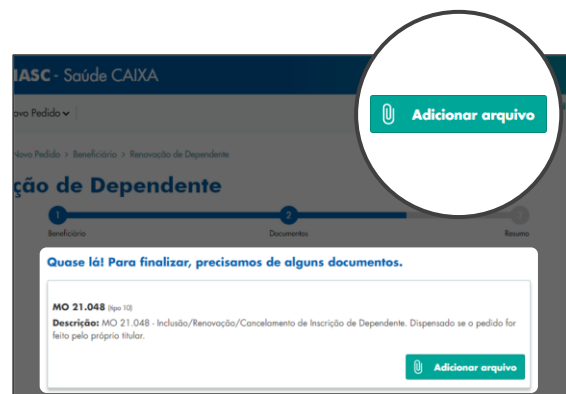 IASC - Saúde CAIXA
ovo Pedido
Adicionar arquivo
Novo Pedido > Beneficiário > Renovação de Dependente
ção de Dependente
1
2
3
Beneficiário
Documentos
Resumo
Quase lá! Para finalizar, precisamos de alguns documentos.
MO 21.048 (tipo 10)
Descrição: MO 21.048 - Inclusão/Renovação/Cancelamento de Inscrição de Dependente. Dispensado se o pedido for
feito pelo próprio titular.
Adicionar arquivo